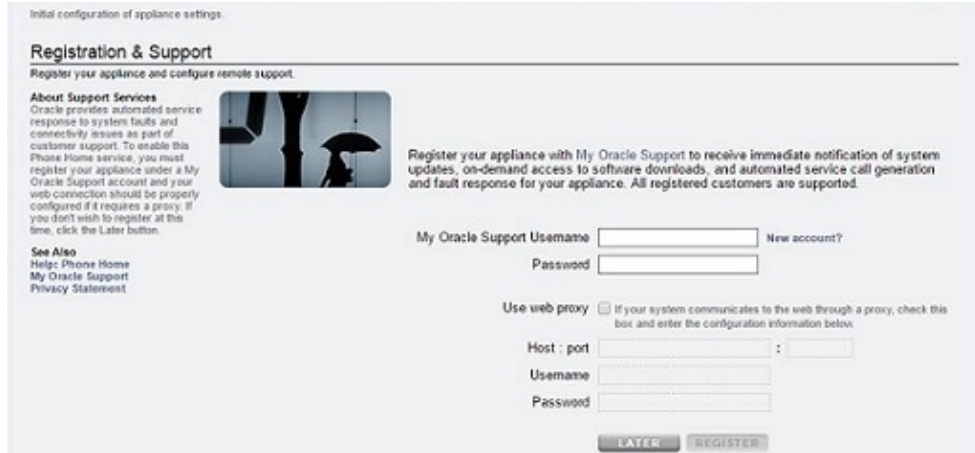 Initial configuration of appliance settings.
Registration & Support
Register your appliance and configure remote support.
About Support Services
Oracle provides automated service
response to system faults and
connectivity issues as part of
customer support. To enable this
Phone Home service, you must
register your appliance under a My
Oracle Support account and your
web connection should be properly
configured if it requires a proxy. If
you don't wish to register at this
time, click the Later button.
See Also
Help: Phone Home
My Oracle Support
Privacy Statement
Register your appliance with My Oracle Support to receive immediate notification of system
updates, on-demand access to software downloads, and automated service call generation
and fault response for your appliance. All registered customers are supported.
My Oracle Support Username
New account?
Password
Use web proxy
If your system communicates to the web through a proxy, check this
box and enter the configuration information below.
Host : port
:
Username
Password
LATER
REGISTER